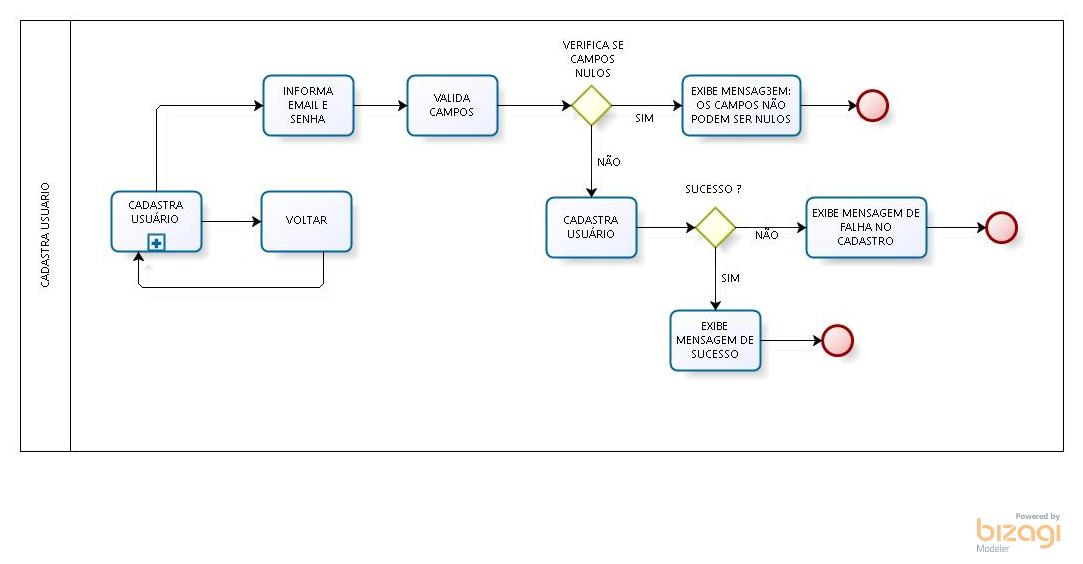 CADASTRA USUARIO
VERIFICA SE
CAMPOS
NULOS
INFORMA
EMAIL E
SENHA
VALIDA
CAMPOS
SIM
EXIBE MENSAG3EM:
OS CAMPOS NÃO
PODEM SER NULOS
NÃO
CADASTRA
USUÁRIO
VOLTAR
CADASTRA
USUÁRIO
SUCESSO ?
NÃO
EXIBE MENSAGEM DE
FALHA NO
CADASTRO
SIM
EXIBE
MENSAGEM DE
SUCESSO
Powered by
bizagi
Modeler